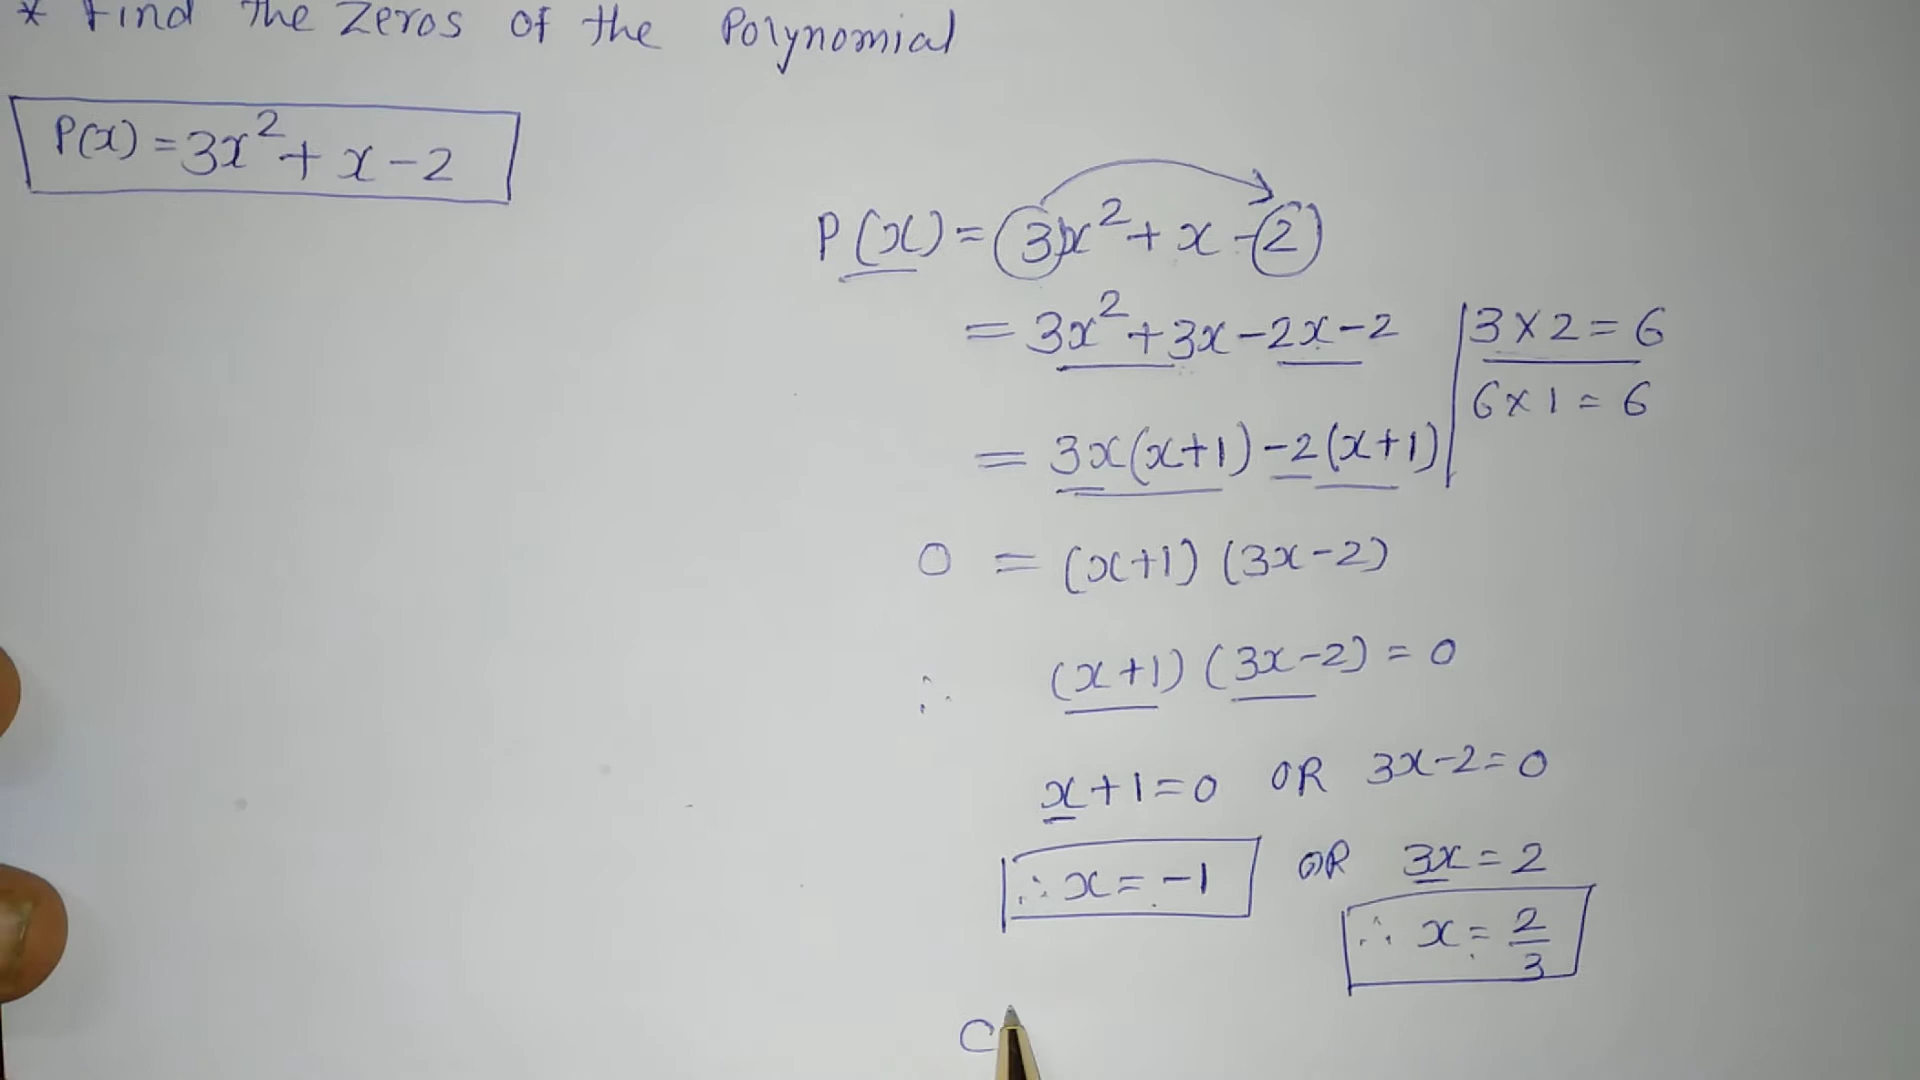 * Find the Zeros of the Polynomial
P(x) = 3x² + x - 2
P(x) = 3x² + x - 2
= 3x² + 3x - 2x - 2
3 × 2 = 6
6 × 1 = 6
= 3x(x+1) - 2(x+1)
0 = (x+1) (3x-2)
∴ (x+1) (3x-2) = 0
x+1=0 OR 3x-2=0
∴ x = -1 OR 3x = 2
∴ x = 2/3
C